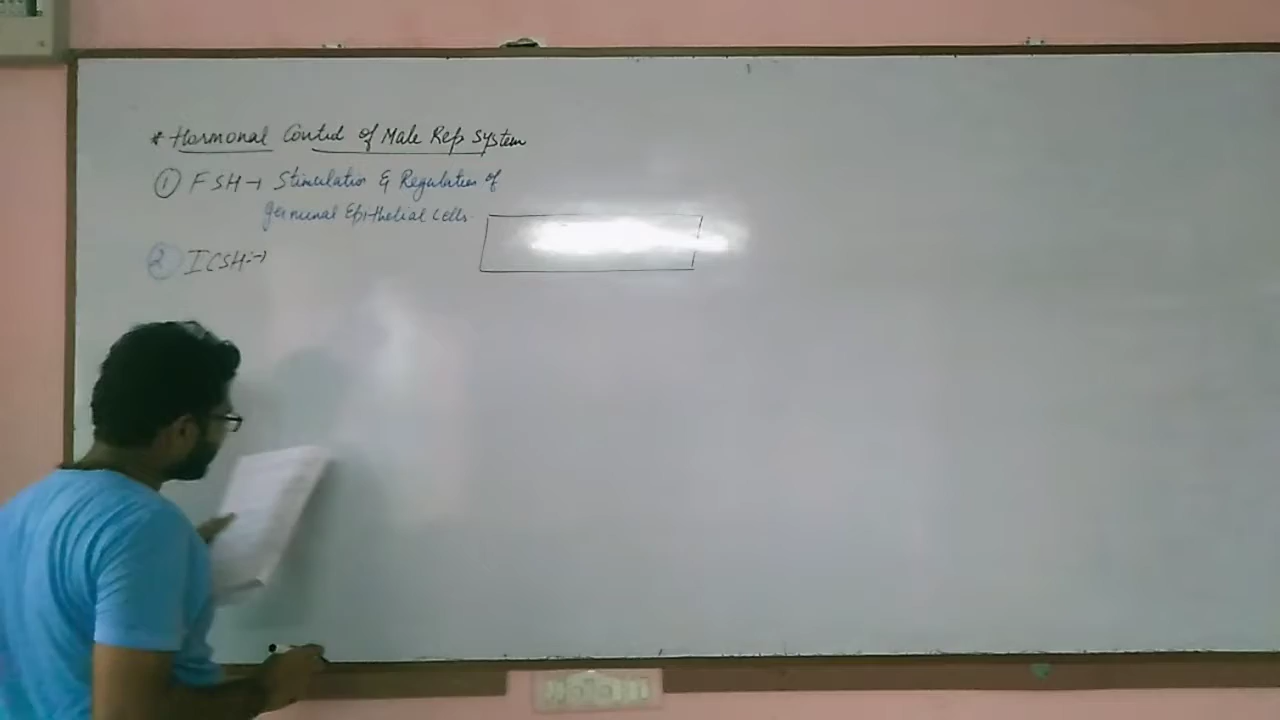 * Hormonal Control of Male Rep System
① FSH → Stimulation & Regulation of
Germinal Epithelial Cells
② ICSH:→